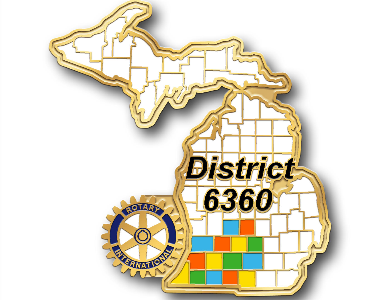 District
6360
ROTARY
INTERNATIONAL